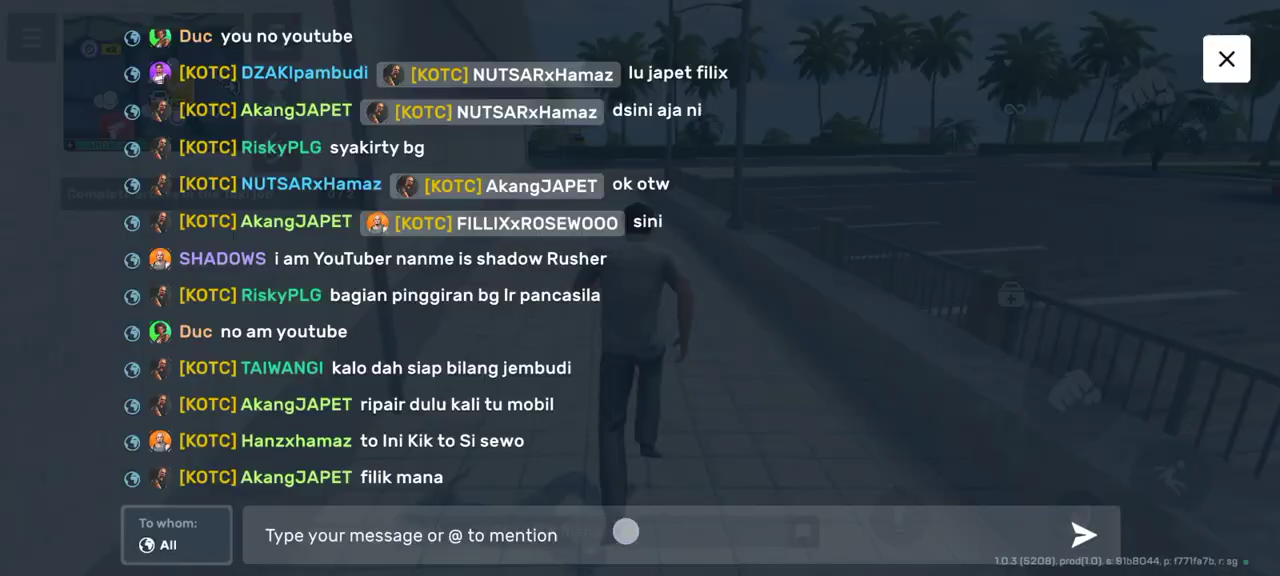 Duc you no youtube
[KOTC] DZAKIpambudi [KOTC] NUTSARxHamaz lu japet filix
[KOTC] AkangJAPET [KOTC] NUTSARxHamaz dsini aja ni
[KOTC] RiskyPLG syakirty bg
[KOTC] NUTSARxHamaz [KOTC] AkangJAPET ok otw
[KOTC] AkangJAPET [KOTC] FILLIXxROSEWOOO sini
SHADOWS i am YouTuber nanme is shadow Rusher
[KOTC] RiskyPLG bagian pinggiran bg Ir pancasila
Duc no am youtube
[KOTC] TAIWANGI kalo dah siap bilang jembudi
[KOTC] AkangJAPET ripair dulu kali tu mobil
[KOTC] Hanzxhamaz to Ini Kik to Si sewo
[KOTC] AkangJAPET filik mana
To whom:
All
Type your message or @ to mention
1.0.3 (5208), prod(1.0), s: 91b8044, p: f771fa7b, r: sg